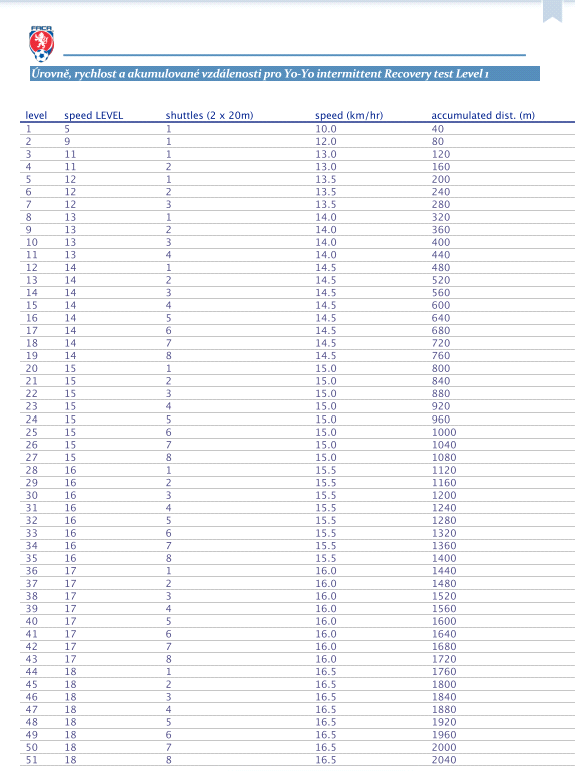 FAČR
Úrovně, rychlost a akumulované vzdálenosti pro Yo-Yo intermittent Recovery test Level 1
level speed LEVEL shuttles (2 x 20m) speed (km/hr) accumulated dist. (m)
1 5 1 10.0 40
2 9 1 12.0 80
3 11 1 13.0 120
4 11 2 13.0 160
5 12 1 13.5 200
6 12 2 13.5 240
7 12 3 13.5 280
8 13 1 14.0 320
9 13 2 14.0 360
10 13 3 14.0 400
11 13 4 14.0 440
12 14 1 14.5 480
13 14 2 14.5 520
14 14 3 14.5 560
15 14 4 14.5 600
16 14 5 14.5 640
17 14 6 14.5 680
18 14 7 14.5 720
19 14 8 14.5 760
20 15 1 15.0 800
21 15 2 15.0 840
22 15 3 15.0 880
23 15 4 15.0 920
24 15 5 15.0 960
25 15 6 15.0 1000
26 15 7 15.0 1040
27 15 8 15.0 1080
28 16 1 15.5 1120
29 16 2 15.5 1160
30 16 3 15.5 1200
31 16 4 15.5 1240
32 16 5 15.5 1280
33 16 6 15.5 1320
34 16 7 15.5 1360
35 16 8 15.5 1400
36 17 1 16.0 1440
37 17 2 16.0 1480
38 17 3 16.0 1520
39 17 4 16.0 1560
40 17 5 16.0 1600
41 17 6 16.0 1640
42 17 7 16.0 1680
43 17 8 16.0 1720
44 18 1 16.5 1760
45 18 2 16.5 1800
46 18 3 16.5 1840
47 18 4 16.5 1880
48 18 5 16.5 1920
49 18 6 16.5 1960
50 18 7 16.5 2000
51 18 8 16.5 2040